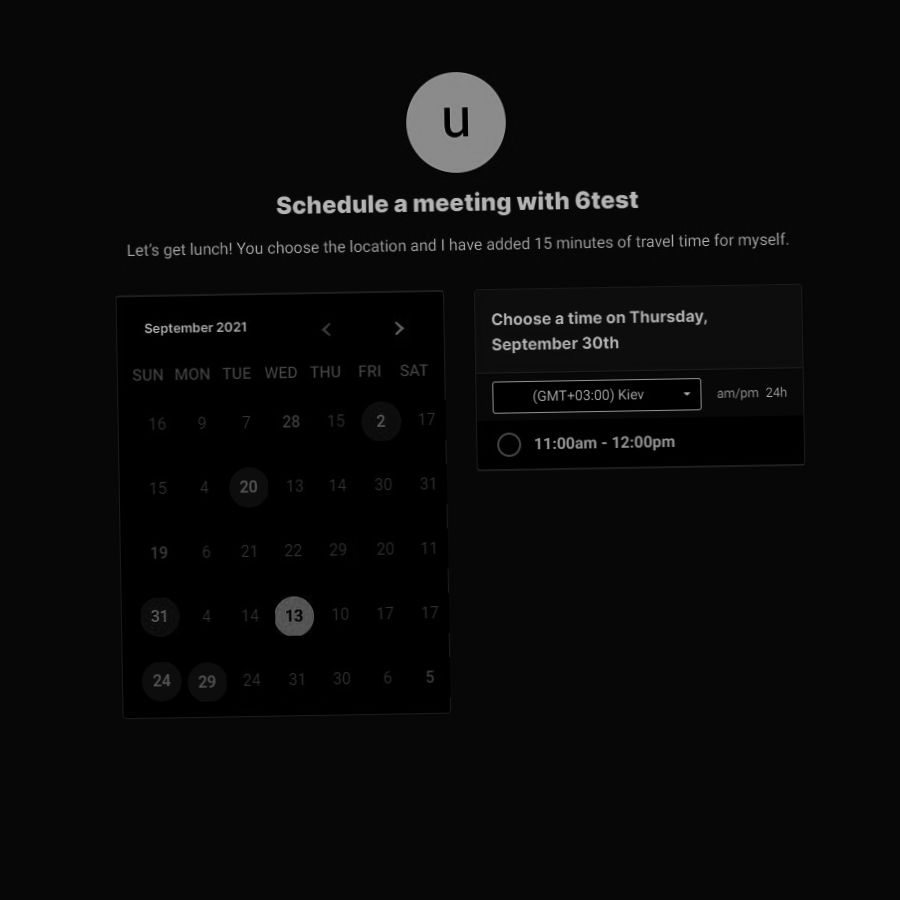 u
Schedule a meeting with 6test
Let's get lunch! You choose the location and I have added 15 minutes of travel time for myself.
September 2021
SUN MON TUE WED THU FRI SAT
16 9 7 28 15 2 17
15 4 20 13 14 30 31
19 6 21 22 29 20 11
31 4 14 13 10 17 17
24 29 24 31 30 6 5
Choose a time on Thursday,
September 30th
(GMT+03:00) Kiev am/pm 24h
11:00am - 12:00pm